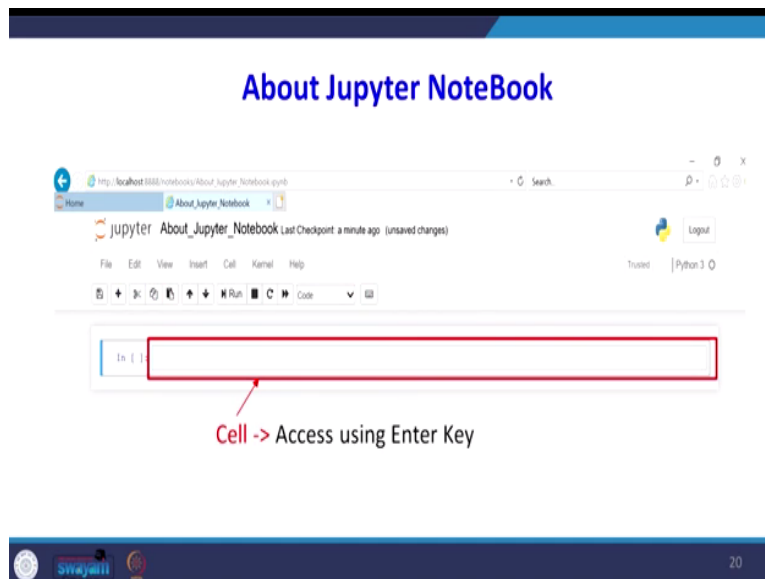 About Jupyter NoteBook
http://localhost:8888/notebooks/About_Jupyter_Notebook.ipynb
Search...
Home
About_Jupyter_Notebook
jupyter About_Jupyter_Notebook Last Checkpoint a minute ago (unsaved changes)
Logout
File Edit View Insert Cell Kernel Help
Trusted
Python 3
Run
Code
In [ ]:
Cell -> Access using Enter Key
swayam
20